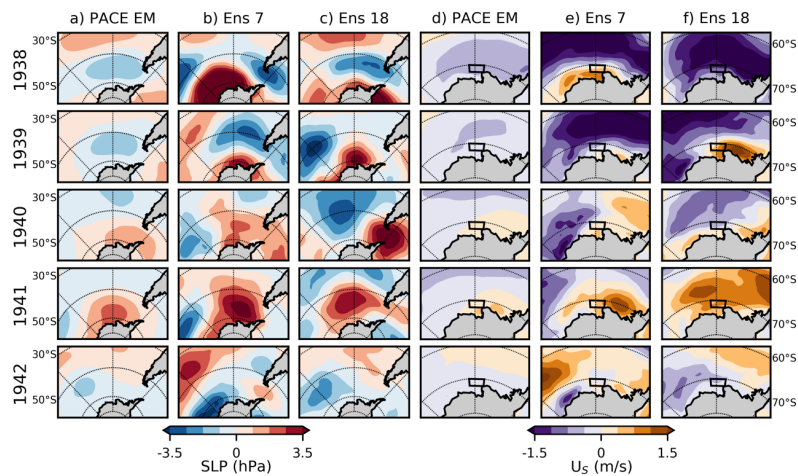 a) PACE EM b) Ens 7 c) Ens 18 d) PACE EM e) Ens 7 f) Ens 18
1938
30°S
50°S
60°S
70°S
1939
30°S
50°S
60°S
70°S
1940
30°S
50°S
60°S
70°S
1941
30°S
50°S
60°S
70°S
1942
30°S
50°S
60°S
70°S
-3.5 0 3.5
SLP (hPa)
-1.5 0 1.5
U_S (m/s)